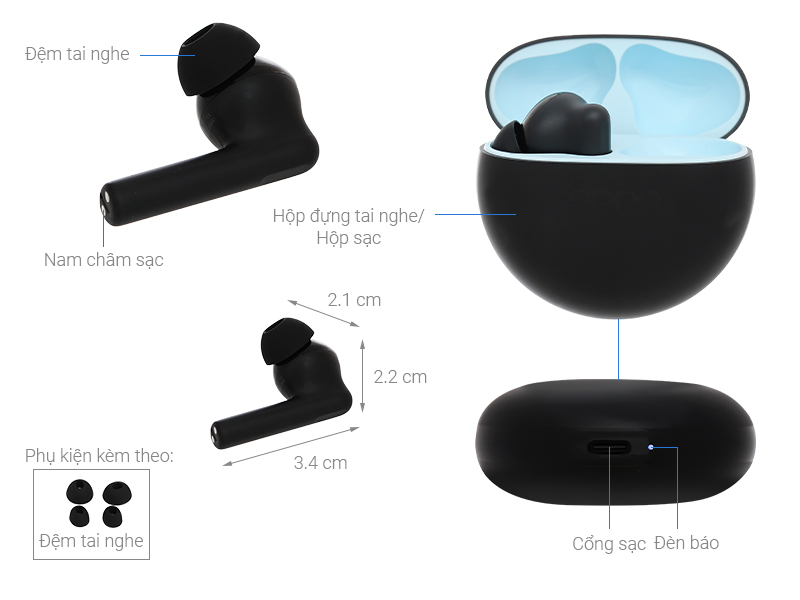 Đệm tai nghe
Nam châm sạc
Hộp đựng tai nghe/
Hộp sạc
2.1 cm
2.2 cm
3.4 cm
Phụ kiện kèm theo:
Đệm tai nghe
Cổng sạc
Đèn báo